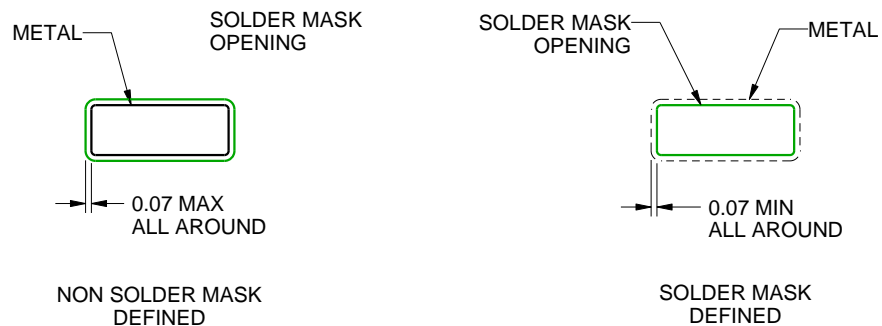 METAL
SOLDER MASK
OPENING
0.07 MAX
ALL AROUND
NON SOLDER MASK
DEFINED
SOLDER MASK
OPENING
METAL
0.07 MIN
ALL AROUND
SOLDER MASK
DEFINED